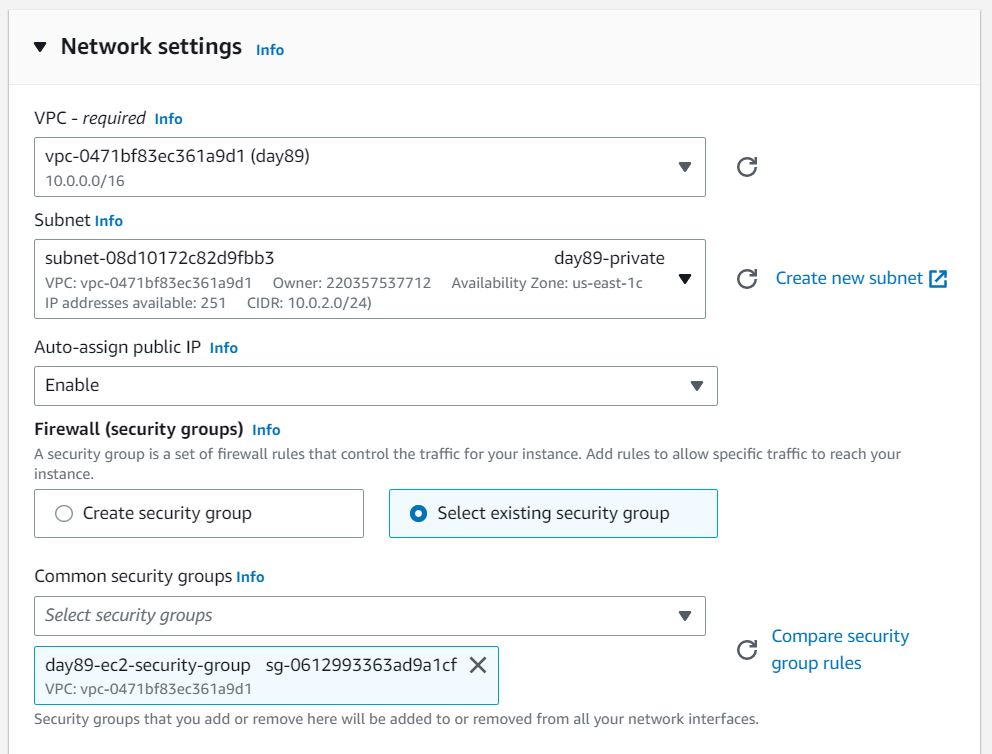 Network settings Info
VPC - required Info
vpc-0471bf83ec361a9d1 (day89)
10.0.0.0/16
Subnet Info
subnet-08d10172c82d9fbb3 day89-private
VPC: vpc-0471bf83ec361a9d1 Owner: 220357537712 Availability Zone: us-east-1c
IP addresses available: 251 CIDR: 10.0.2.0/24)
Create new subnet
Auto-assign public IP Info
Enable
Firewall (security groups) Info
A security group is a set of firewall rules that control the traffic for your instance. Add rules to allow specific traffic to reach your
instance.
Create security group
Select existing security group
Common security groups Info
Select security groups
Compare security
group rules
day89-ec2-security-group sg-0612993363ad9a1cf
VPC: vpc-0471bf83ec361a9d1
Security groups that you add or remove here will be added to or removed from all your network interfaces.